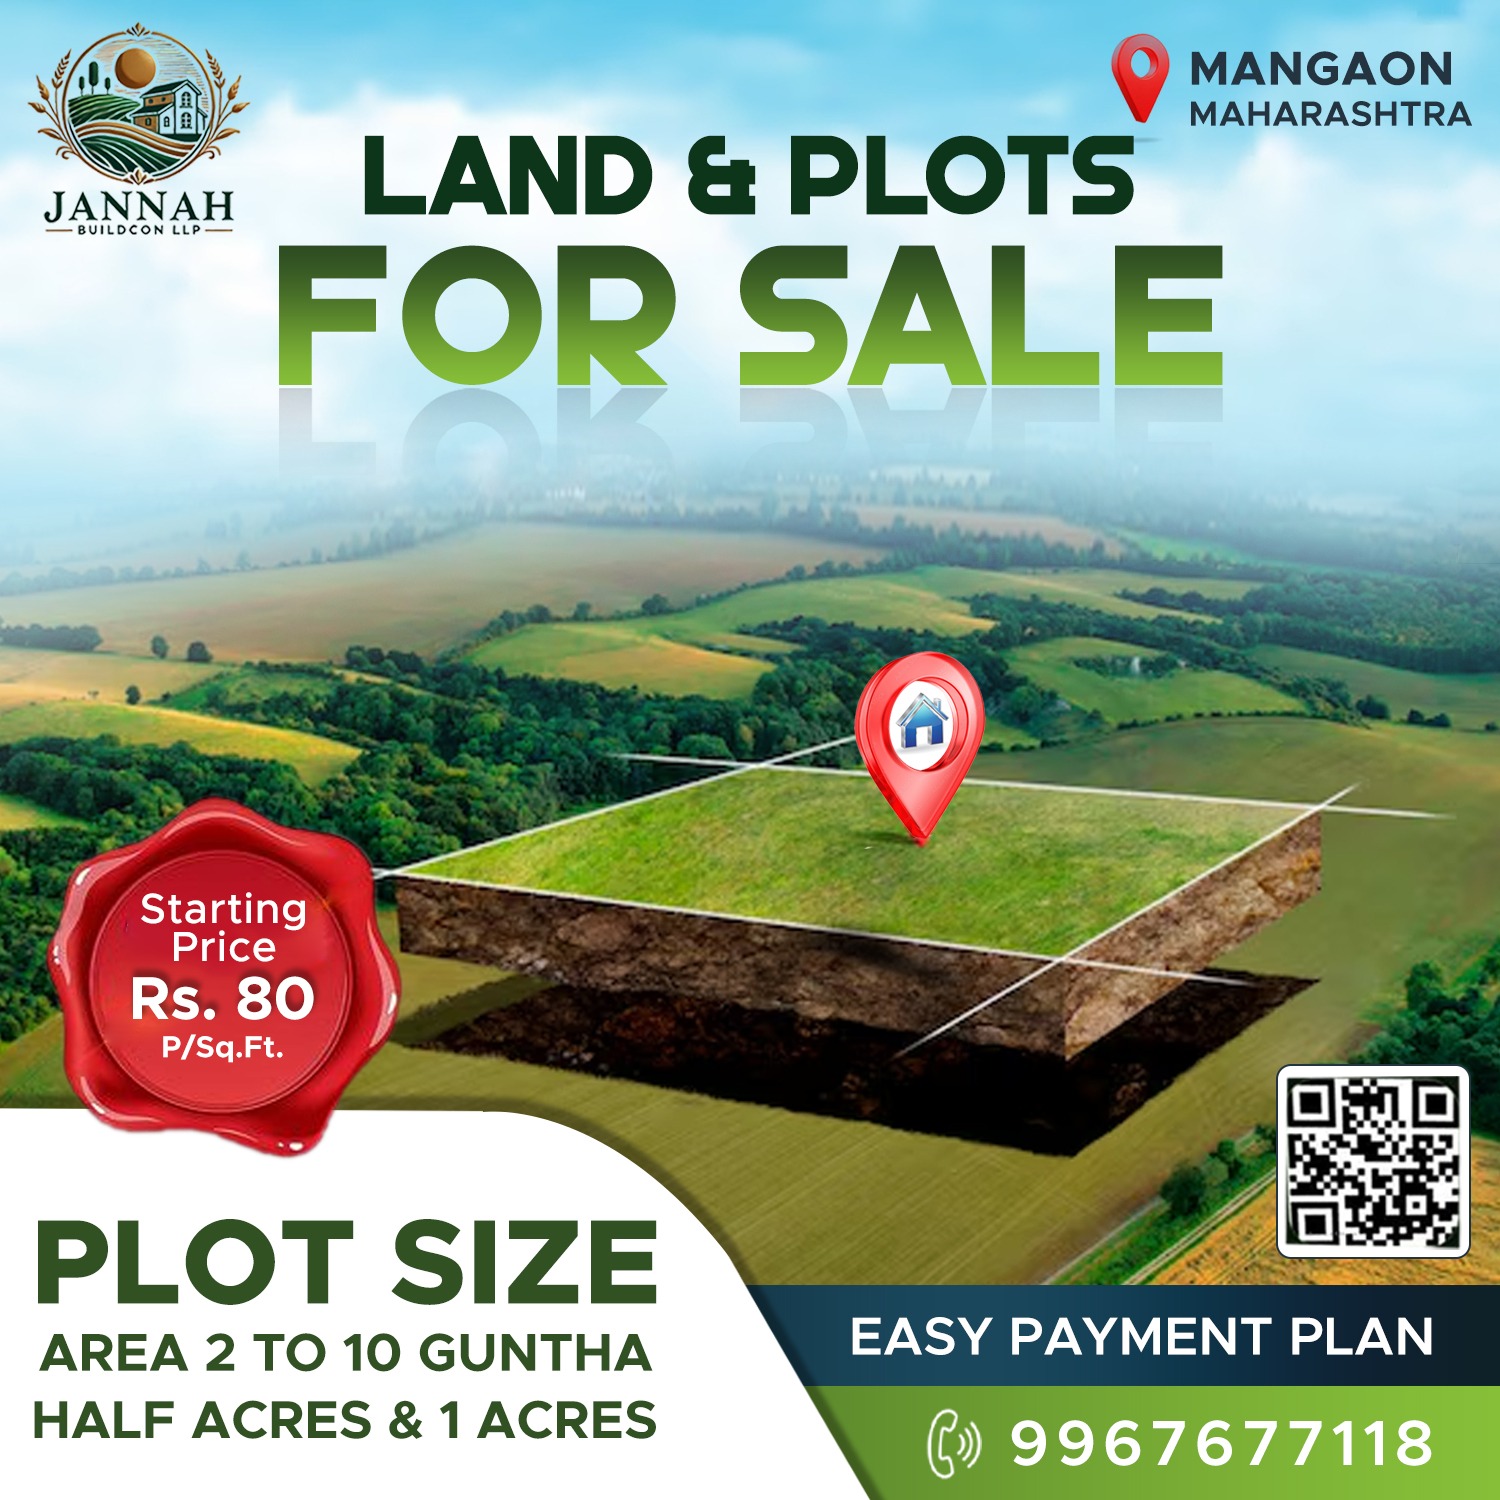 JANNAH
BUILDCON LLP
MANGAON
MAHARASHTRA
LAND & PLOTS
FOR SALE
Starting
Price
Rs. 80
P/Sq.Ft.
PLOT SIZE
AREA 2 TO 10 GUNTHA
HALF ACRES & 1 ACRES
EASY PAYMENT PLAN
9967677118